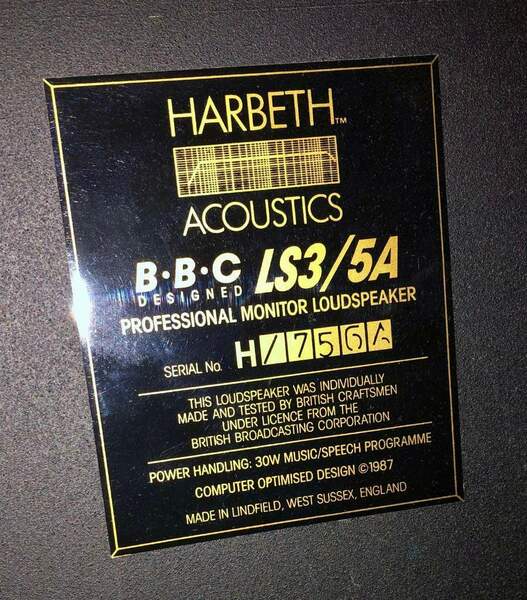 HARBETH™
ACOUSTICS
B·B·C LS3/5A
DESIGNED
PROFESSIONAL MONITOR LOUDSPEAKER
SERIAL No. H/756A
THIS LOUDSPEAKER WAS INDIVIDUALLY
MADE AND TESTED BY BRITISH CRAFTSMEN
UNDER LICENCE FROM THE
BRITISH BROADCASTING CORPORATION
POWER HANDLING: 30W MUSIC/SPEECH PROGRAMME
COMPUTER OPTIMISED DESIGN ©1987
MADE IN LINDFIELD, WEST SUSSEX, ENGLAND